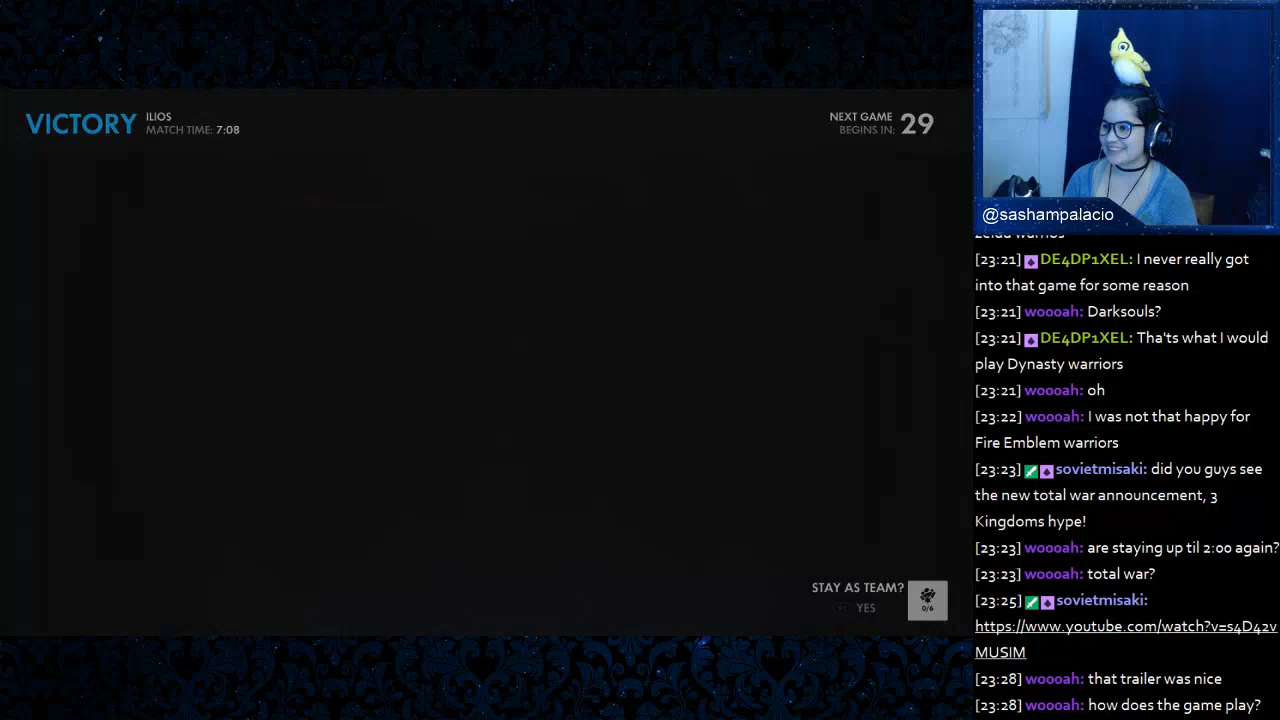 VICTORY
ILIOS
MATCH TIME: 7:08
NEXT GAME
BEGINS IN: 29
@sashampalacio
[23:21] DE4DP1XEL: I never really got
into that game for some reason
[23:21] woooah: Darksouls?
[23:21] DE4DP1XEL: Tha'ts what I would
play Dynasty warriors
[23:21] woooah: oh
[23:22] woooah: I was not that happy for
Fire Emblem warriors
[23:23] sovietmisaki: did you guys see
the new total war announcement, 3
Kingdoms hype!
[23:23] woooah: are staying up til 2:00 again?
[23:23] woooah: total war?
[23:25] sovietmisaki:
https://www.youtube.com/watch?v=s4D42v
MUSIM
[23:28] woooah: that trailer was nice
[23:28] woooah: how does the game play?
STAY AS TEAM?
YES
0/6